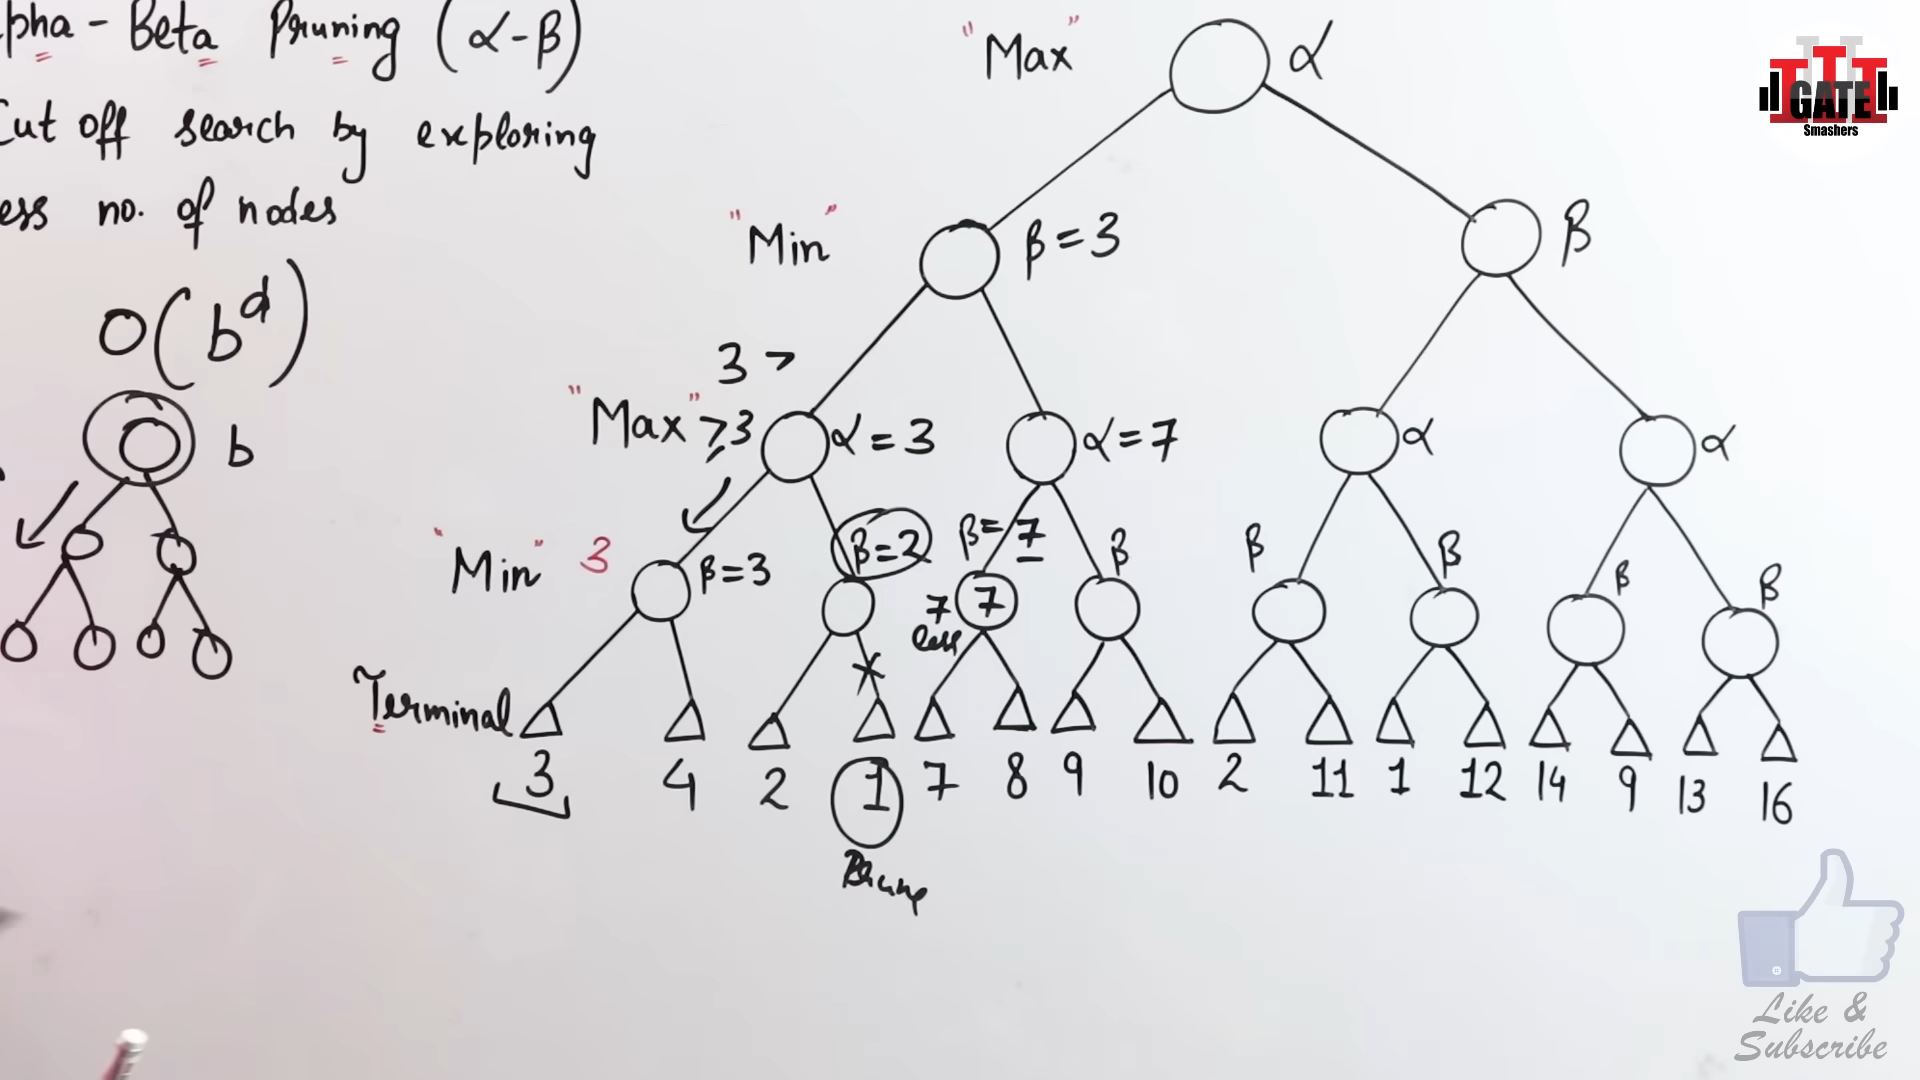 pha - Beta Pruning (α-β)
Cut off search by exploring
ess no. of nodes
O(b^d)
b
"Max" α
"Min" β=3 β
3 >
"Max" ≥3 α=3 α=7 α α
"Min" 3 β=3 β=2 β=7 β β β β β
7 7
less
Terminal
3 4 2 1 7 8 9 10 2 11 1 12 14 9 13 16
Prune
GATE
Smashers
Like &
Subscribe